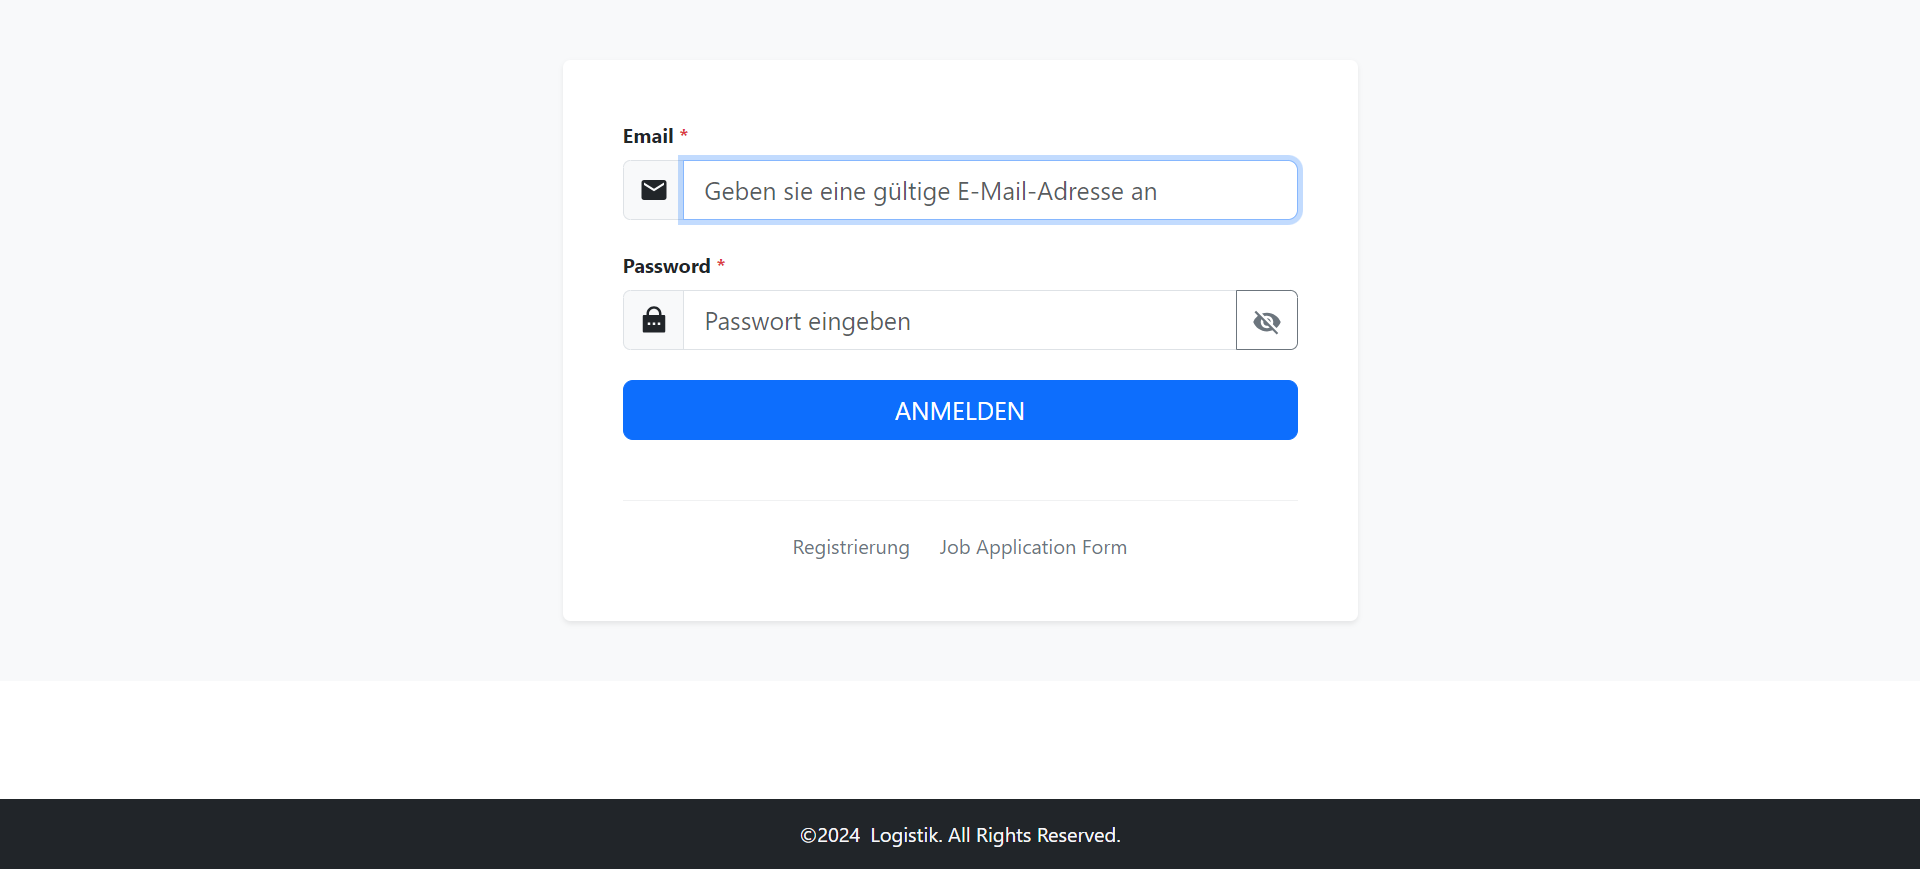 Email *
Geben sie eine gültige E-Mail-Adresse an
Password *
Passwort eingeben
ANMELDEN
Registrierung Job Application Form
©2024 Logistik. All Rights Reserved.